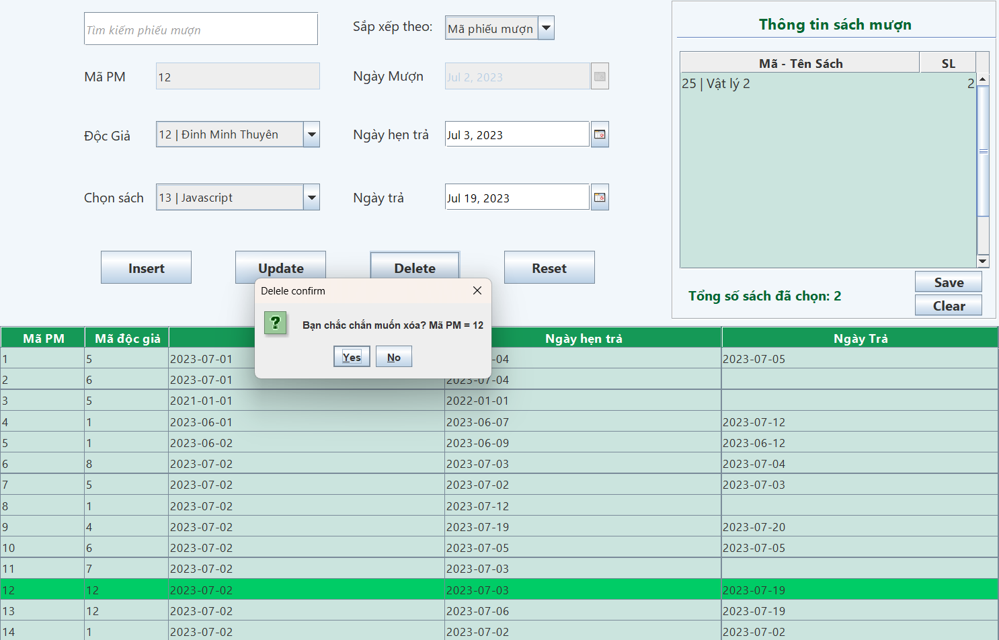 Tìm kiếm phiếu mượn
Sắp xếp theo: Mã phiếu mượn
Mã PM 12 Ngày Mượn Jul 2, 2023
Độc Giả 12 | Đinh Minh Thuyên Ngày hẹn trả Jul 3, 2023
Chọn sách 13 | Javascript Ngày trả Jul 19, 2023
Insert Update Delete Reset
Thông tin sách mượn
Mã - Tên Sách SL
25 | Vật lý 2 2
Tổng số sách đã chọn: 2
Save
Clear
Delele confirm
Bạn chắc chắn muốn xóa? Mã PM = 12
Yes No
Mã PM Mã độc giả Ngày hẹn trả Ngày Trả
1 5 2023-07-01 -04 2023-07-05
2 6 2023-07-01 2023-07-04
3 5 2021-01-01 2022-01-01
4 1 2023-06-01 2023-06-07 2023-07-12
5 1 2023-06-02 2023-06-09 2023-06-12
6 8 2023-07-02 2023-07-03 2023-07-04
7 5 2023-07-02 2023-07-02 2023-07-03
8 1 2023-07-02 2023-07-12
9 4 2023-07-02 2023-07-19 2023-07-20
10 6 2023-07-02 2023-07-05 2023-07-05
11 7 2023-07-02 2023-07-03
12 12 2023-07-02 2023-07-03 2023-07-19
13 12 2023-07-02 2023-07-06 2023-07-19
14 1 2023-07-02 2023-07-02 2023-07-02